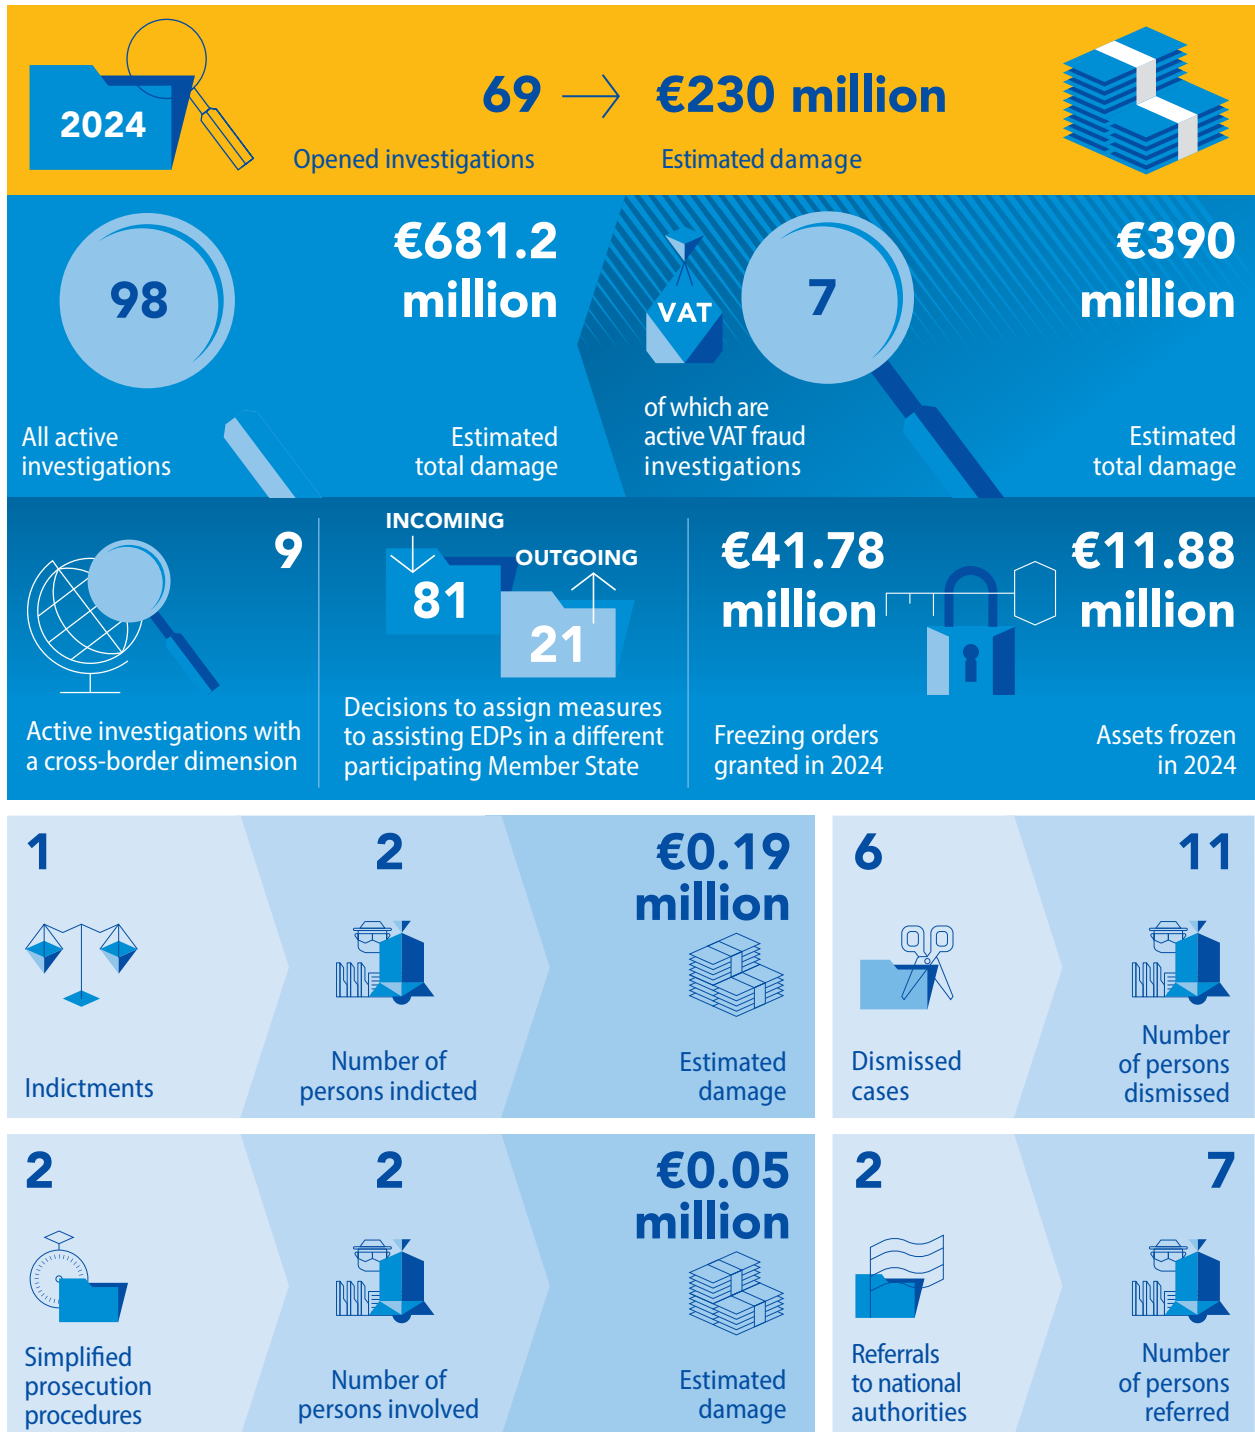 2024
69
€230 million
Opened investigations
Estimated damage
98
€681.2
million
All active
investigations
Estimated
total damage
VAT
7
€390
million
of which are
active VAT fraud
investigations
Estimated
total damage
9
Active investigations with
a cross-border dimension
INCOMING
81
OUTGOING
21
Decisions to assign measures
to assisting EDPs in a different
participating Member State
€41.78
million
Freezing orders
granted in 2024
€11.88
million
Assets frozen
in 2024
1
Indictments
2
Number of
persons indicted
€0.19
million
Estimated
damage
6
Dismissed
cases
11
Number
of persons
dismissed
2
Simplified
prosecution
procedures
2
Number of
persons involved
€0.05
million
Estimated
damage
2
Referrals
to national
authorities
7
Number
of persons
referred